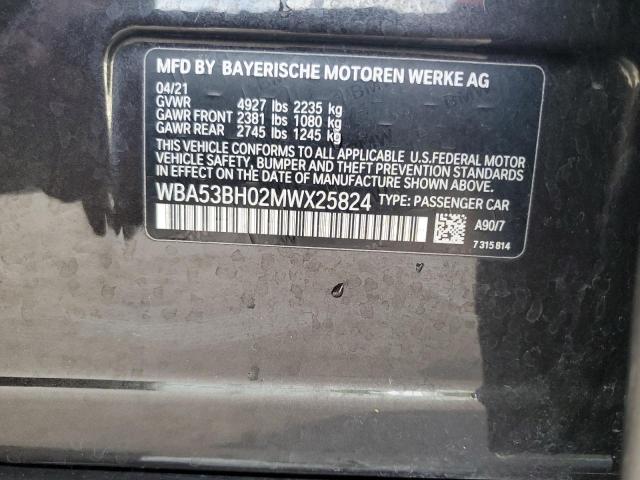 MFD BY BAYERISCHE MOTOREN WERKE AG
04/21
GVWR 4927 lbs 2235 kg
GAWR FRONT 2381 lbs 1080 kg
GAWR REAR 2745 lbs 1245 kg
THIS VEHICLE CONFORMS TO ALL APPLICABLE U.S.FEDERAL MOTOR
VEHICLE SAFETY, BUMPER AND THEFT PREVENTION STANDARDS
IN EFFECT ON THE DATE OF MANUFACTURE SHOWN ABOVE.
WBA53BH02MWX25824 TYPE: PASSENGER CAR
A90/7
7 315 814